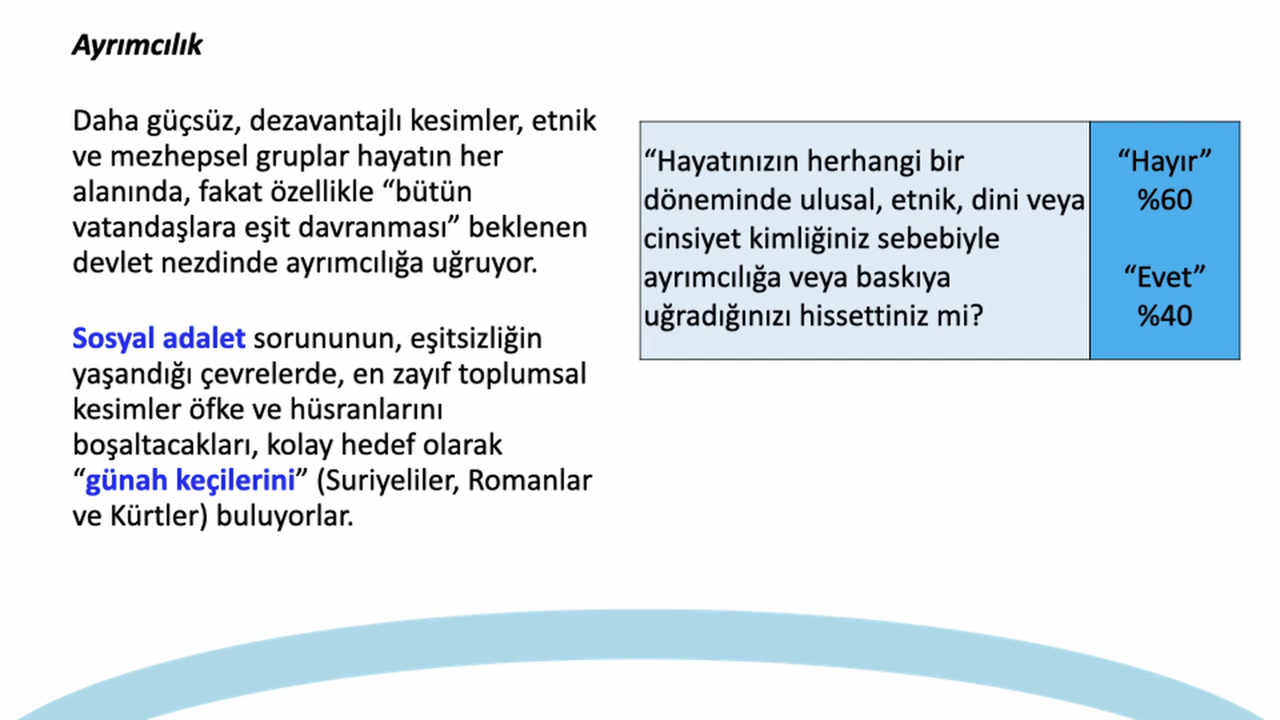 Ayrımcılık
Daha güçsüz, dezavantajlı kesimler, etnik
ve mezhepsel gruplar hayatın her
alanında, fakat özellikle “bütün
vatandaşlara eşit davranması” beklenen
devlet nezdinde ayrımcılığa uğruyor.
Sosyal adalet sorununun, eşitsizliğin
yaşandığı çevrelerde, en zayıf toplumsal
kesimler öfke ve hüsranlarını
boşaltacakları, kolay hedef olarak
“günah keçilerini” (Suriyeliler, Romanlar
ve Kürtler) buluyorlar.
“Hayatınızın herhangi bir
döneminde ulusal, etnik, dini veya
cinsiyet kimliğiniz sebebiyle
ayrımcılığa veya baskıya
uğradığınızı hissettiniz mi?
“Hayır”
%60
“Evet”
%40